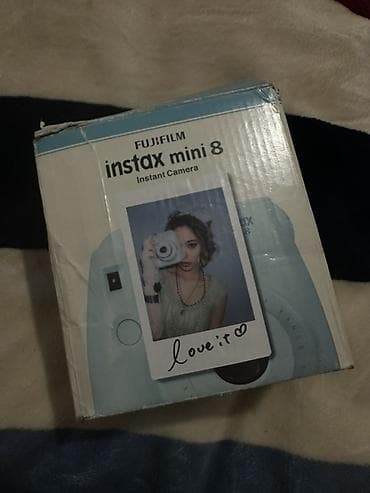 FUJIFILM
instax mini 8
Instant Camera
love it♡